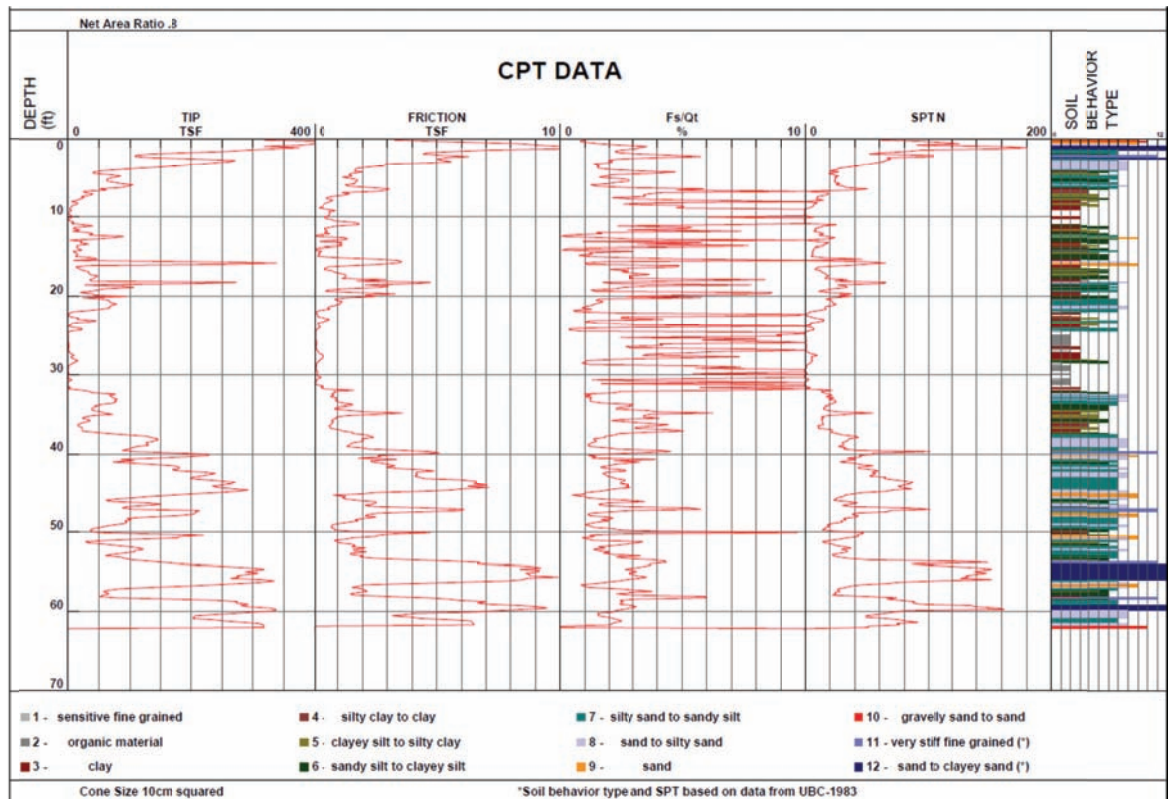 Net Area Ratio .8
CPT DATA
DEPTH
(ft)
TIP
TSF
0 400
FRICTION
TSF
0 10
Fs/Qt
%
0 10
SPT N
0 200
SOIL
BEHAVIOR
TYPE
12
0
10
20
30
40
50
60
70
1 - sensitive fine grained
4 - silty clay to clay
7 - silty sand to sandy silt
10 - gravelly sand to sand
2 - organic material
5 - clayey silt to silty clay
8 - sand to silty sand
11 - very stiff fine grained (*)
3 - clay
6 - sandy silt to clayey silt
9 - sand
12 - sand to clayey sand (*)
Cone Size 10cm squared
*Soil behavior type and SPT based on data from UBC-1983